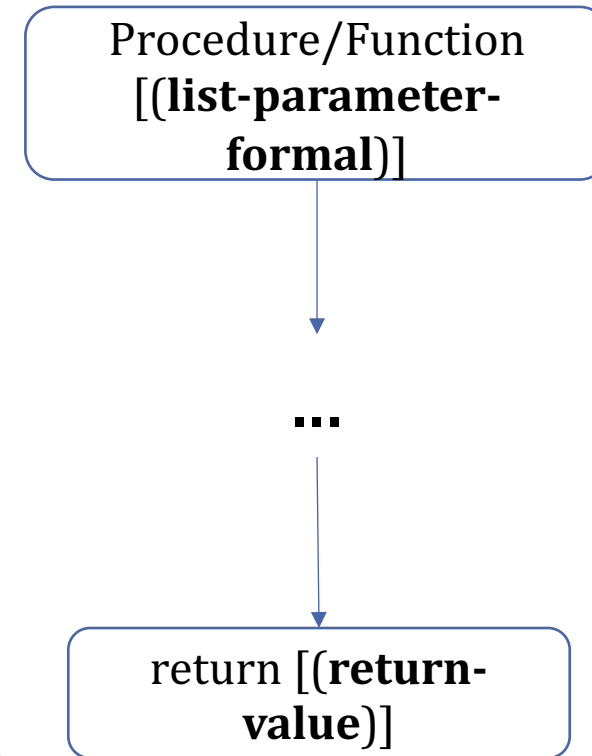 Procedure/Function
[(list-parameter-
formal)]
...
return [(return-
value)]